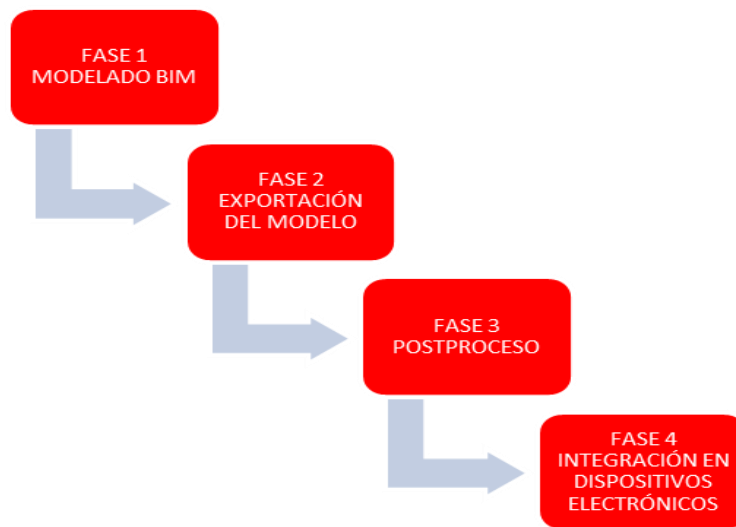 FASE 1
MODELADO BIM
FASE 2
EXPORTACIÓN
DEL MODELO
FASE 3
POSTPROCESO
FASE 4
INTEGRACIÓN EN
DISPOSITIVOS
ELECTRÓNICOS